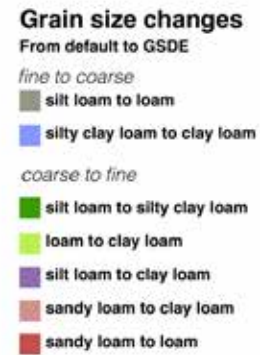 Grain size changes
From default to GSDE
fine to coarse
silt loam to loam
silty clay loam to clay loam
coarse to fine
silt loam to silty clay loam
loam to clay loam
silt loam to clay loam
sandy loam to clay loam
sandy loam to loam